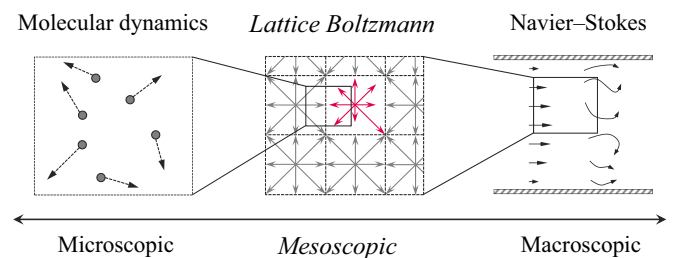 Molecular dynamics
Lattice Boltzmann
Navier–Stokes
Microscopic
Mesoscopic
Macroscopic